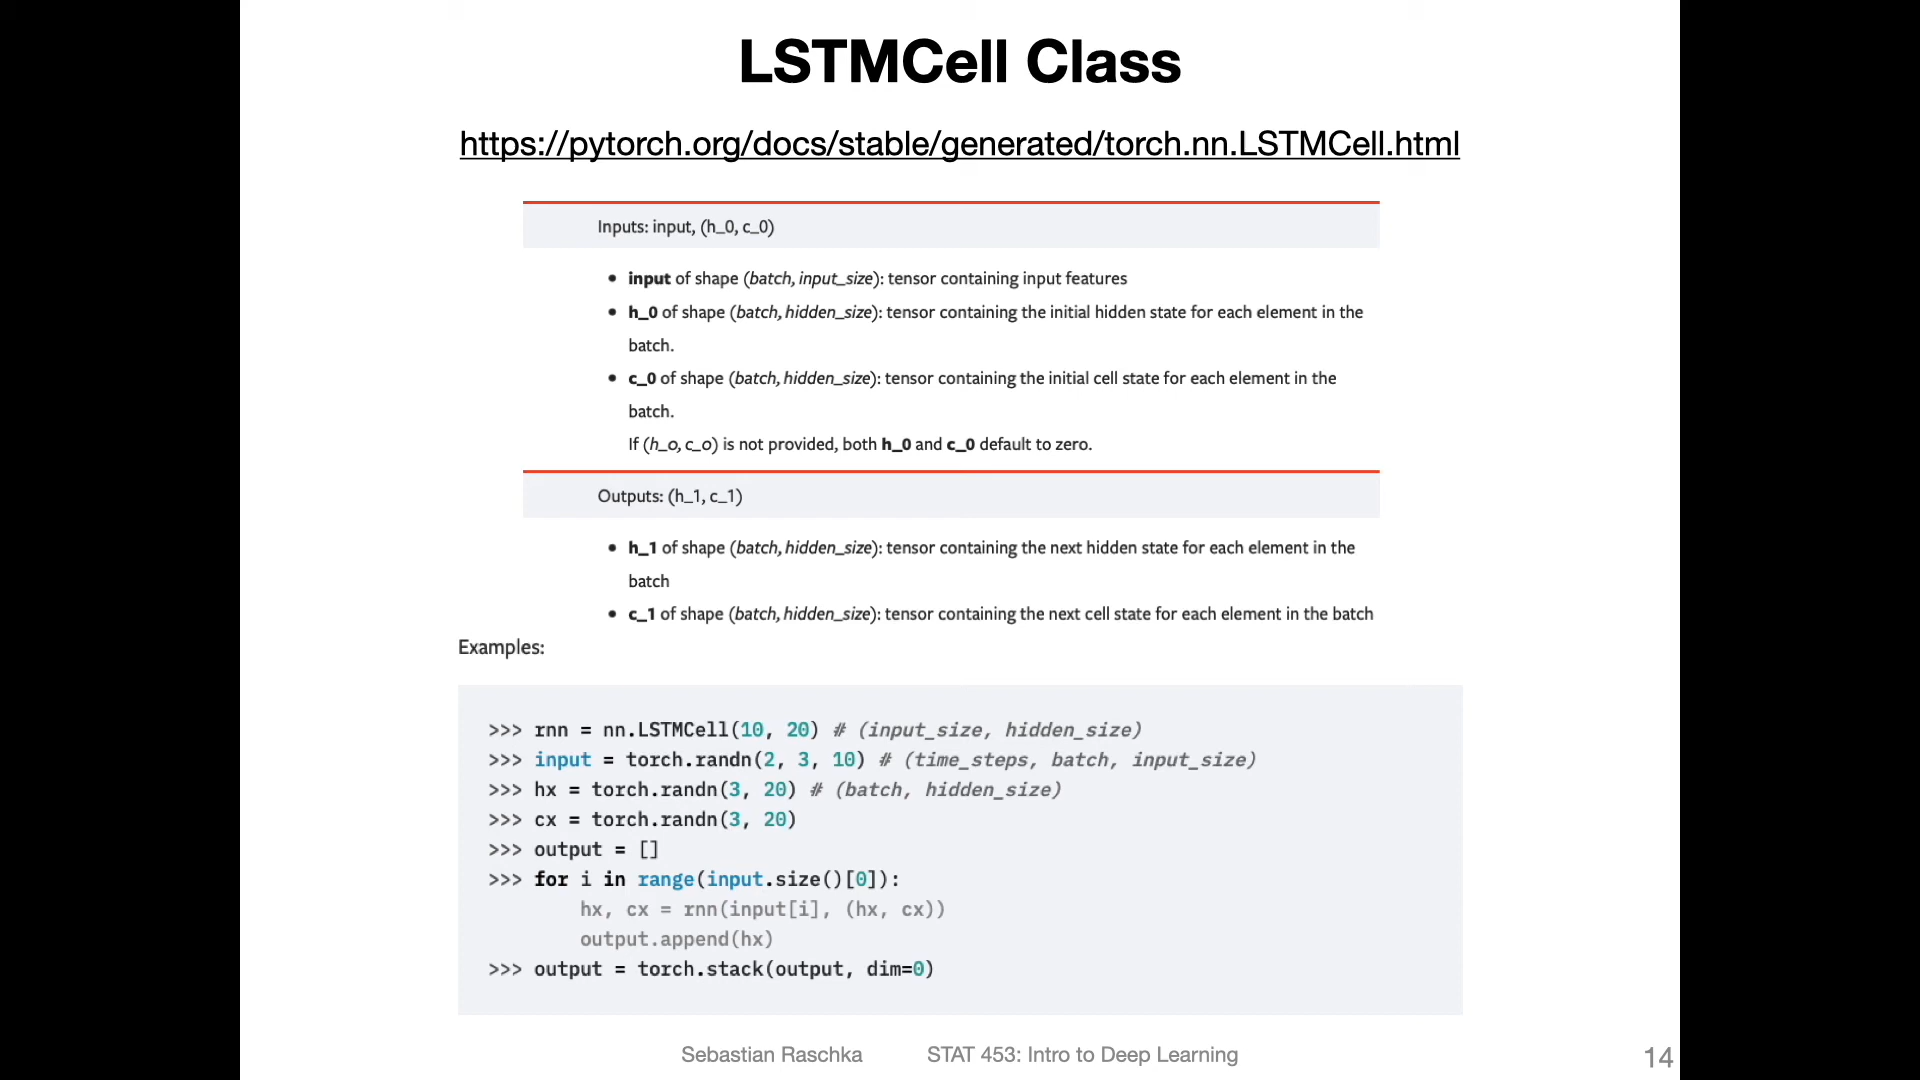 LSTMCell Class
https://pytorch.org/docs/stable/generated/torch.nn.LSTMCell.html
Inputs: input, (h_0, c_0)
• input of shape (batch, input_size): tensor containing input features
• h_0 of shape (batch, hidden_size): tensor containing the initial hidden state for each element in the
batch.
• c_0 of shape (batch, hidden_size): tensor containing the initial cell state for each element in the
batch.
If (h_0, c_0) is not provided, both h_0 and c_0 default to zero.
Outputs: (h_1, c_1)
• h_1 of shape (batch, hidden_size): tensor containing the next hidden state for each element in the
batch
• c_1 of shape (batch, hidden_size): tensor containing the next cell state for each element in the batch
Examples:
>>> rnn = nn.LSTMCell(10, 20) # (input_size, hidden_size)
>>> input = torch.randn(2, 3, 10) # (time_steps, batch, input_size)
>>> hx = torch.randn(3, 20) # (batch, hidden_size)
>>> cx = torch.randn(3, 20)
>>> output = []
>>> for i in range(input.size()[0]):
        hx, cx = rnn(input[i], (hx, cx))
        output.append(hx)
>>> output = torch.stack(output, dim=0)
Sebastian Raschka STAT 453: Intro to Deep Learning 14